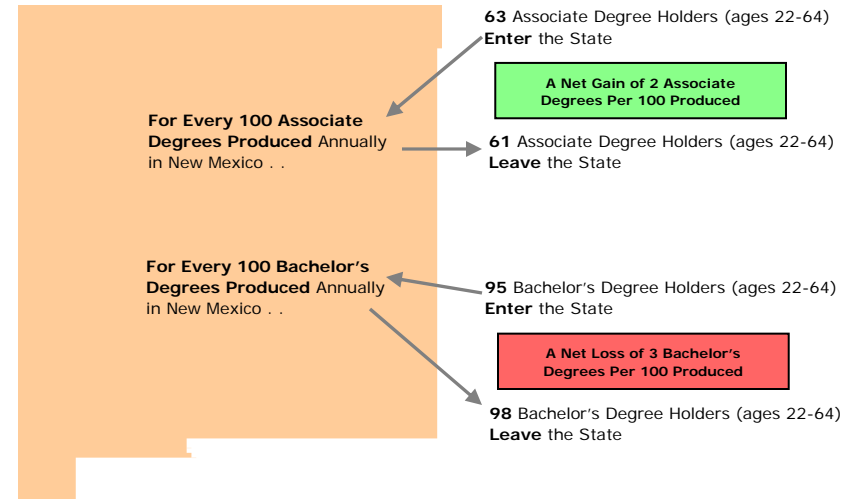 63 Associate Degree Holders (ages 22-64)
Enter the State
A Net Gain of 2 Associate
Degrees Per 100 Produced
For Every 100 Associate
Degrees Produced Annually
in New Mexico . .
61 Associate Degree Holders (ages 22-64)
Leave the State
For Every 100 Bachelor’s
Degrees Produced Annually
in New Mexico . .
95 Bachelor’s Degree Holders (ages 22-64)
Enter the State
A Net Loss of 3 Bachelor’s
Degrees Per 100 Produced
98 Bachelor’s Degree Holders (ages 22-64)
Leave the State